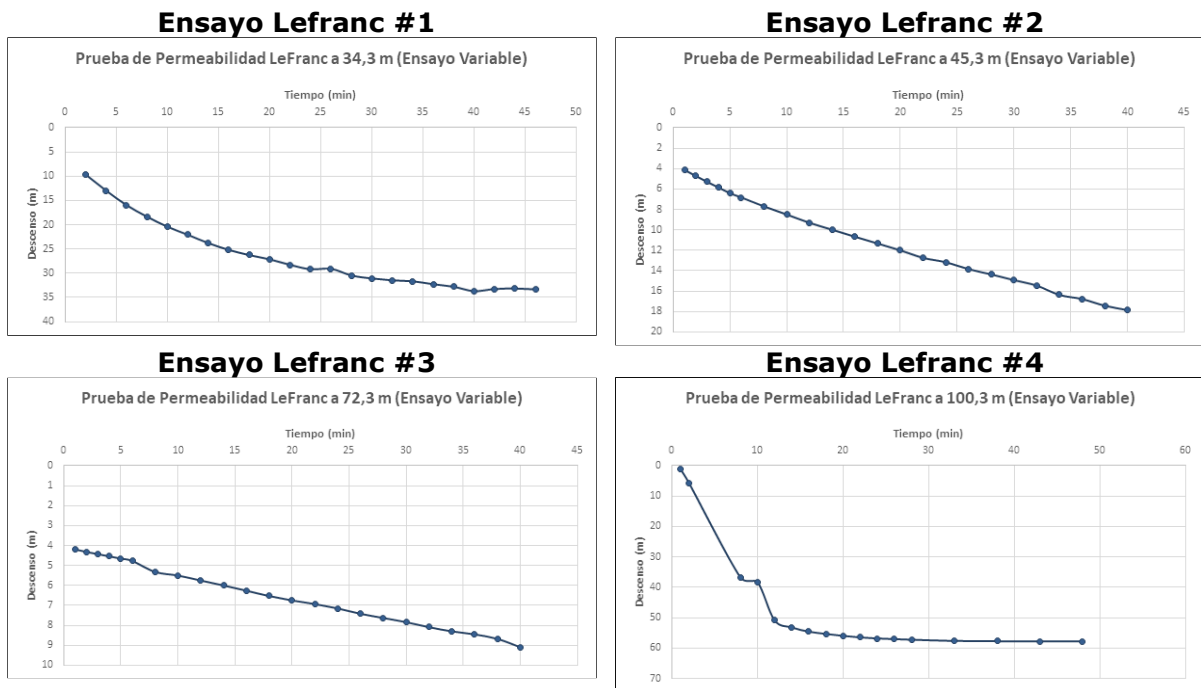 Ensayo Lefranc #1
Prueba de Permeabilidad LeFranc a 34,3 m (Ensayo Variable)
Tiempo (min)
0 5 10 15 20 25 30 35 40 45 50
Descenso (m)
0
5
10
15
20
25
30
35
40
Ensayo Lefranc #2
Prueba de Permeabilidad LeFranc a 45,3 m (Ensayo Variable)
Tiempo (min)
0 5 10 15 20 25 30 35 40 45
Descenso (m)
0
2
4
6
8
10
12
14
16
18
20
Ensayo Lefranc #3
Prueba de Permeabilidad LeFranc a 72,3 m (Ensayo Variable)
Tiempo (min)
0 5 10 15 20 25 30 35 40 45
Descenso (m)
0
1
2
3
4
5
6
7
8
9
10
Ensayo Lefranc #4
Prueba de Permeabilidad LeFranc a 100,3 m (Ensayo Variable)
Tiempo (min)
0 10 20 30 40 50 60
Descenso (m)
0
10
20
30
40
50
60
70